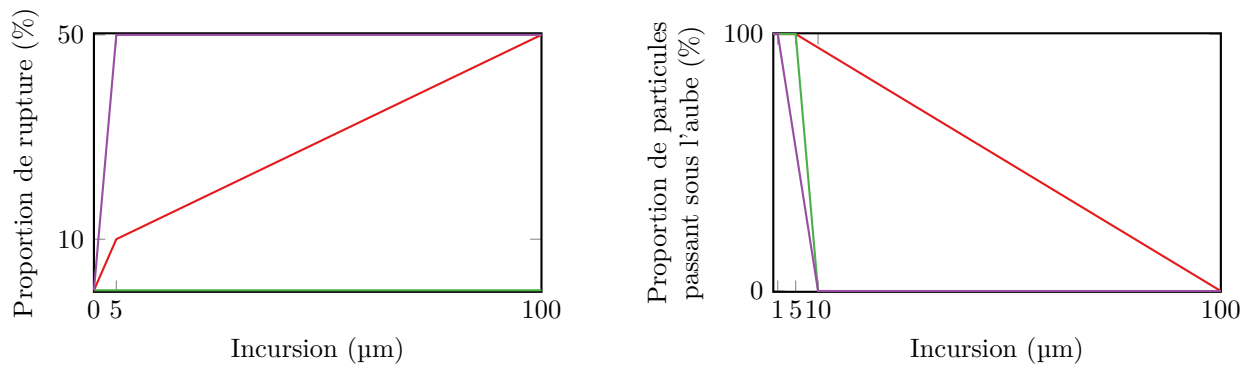 Proportion de rupture (%)
50
10
0 5 100
Incursion (µm)
Proportion de particules
passant sous l'aube (%)
100
0
1 5 10 100
Incursion (µm)